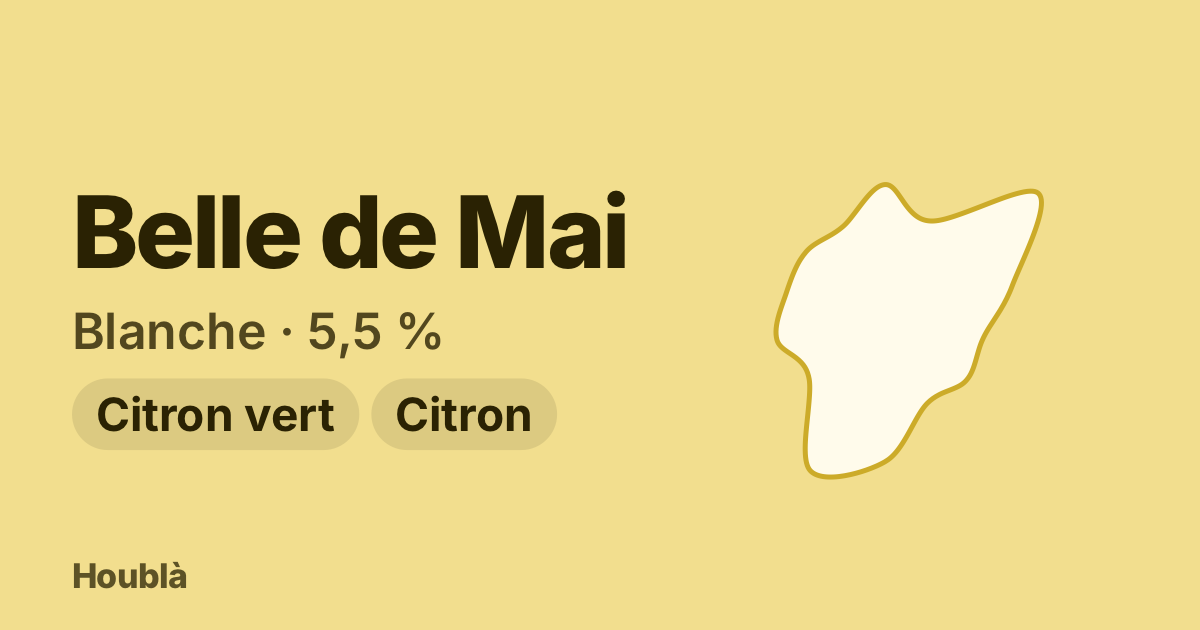 Belle de Mai
Blanche · 5,5 %
Citron vert Citron
Houblà